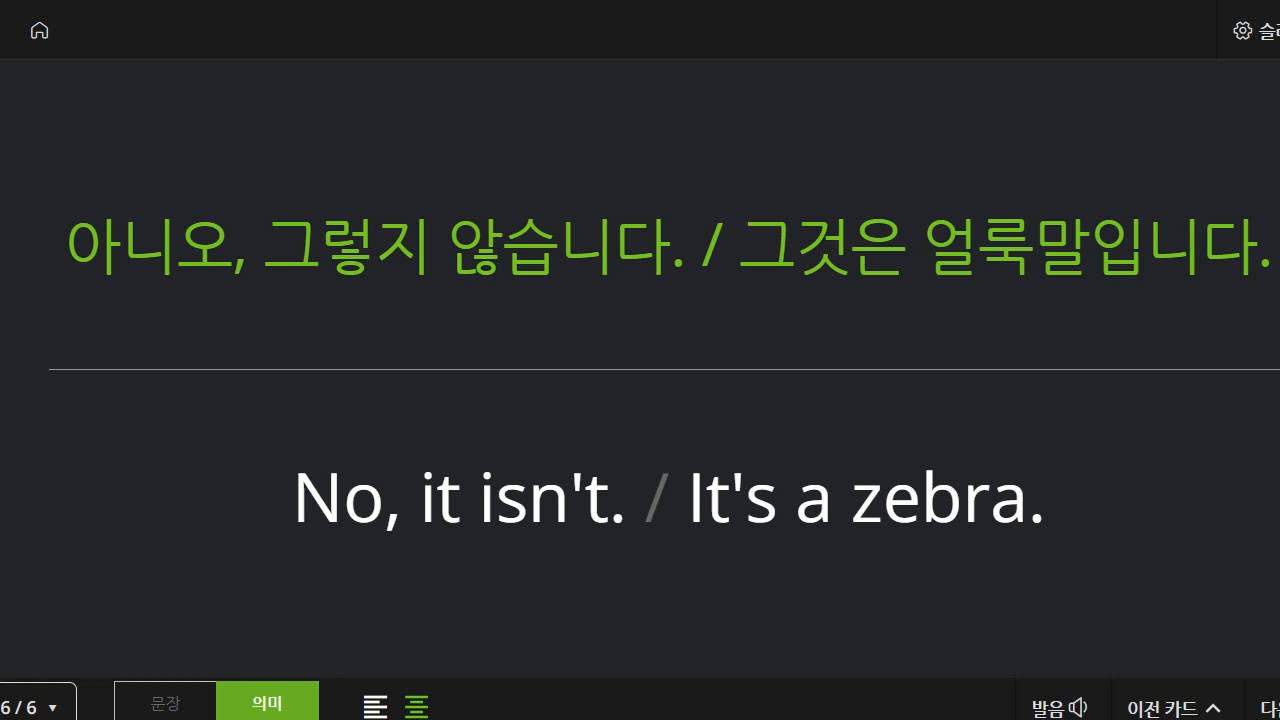 아니오, 그렇지 않습니다. / 그것은 얼룩말입니다.
No, it isn't. / It's a zebra.
6 / 6 ▼ 문장 의미 발음 이전 카드